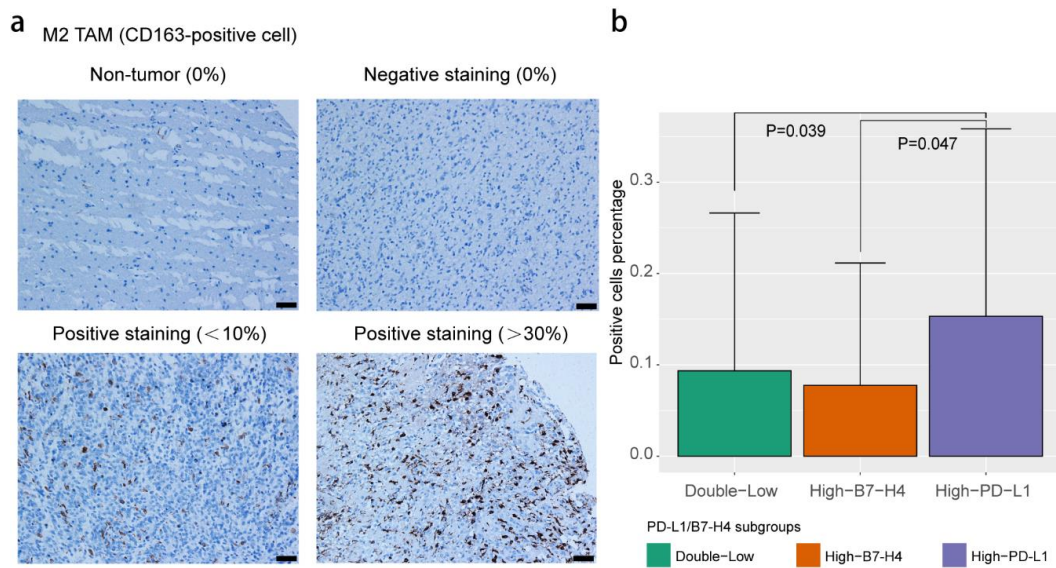 a
M2 TAM (CD163-positive cell)
Non-tumor (0%)
Negative staining (0%)
Positive staining (＜10%)
Positive staining (＞30%)
b
P=0.039
P=0.047
Positive cells percentage
0.3
0.2
0.1
0.0
Double−Low
High−B7−H4
High−PD−L1
PD-L1/B7-H4 subgroups
Double-Low
High-B7-H4
High-PD-L1